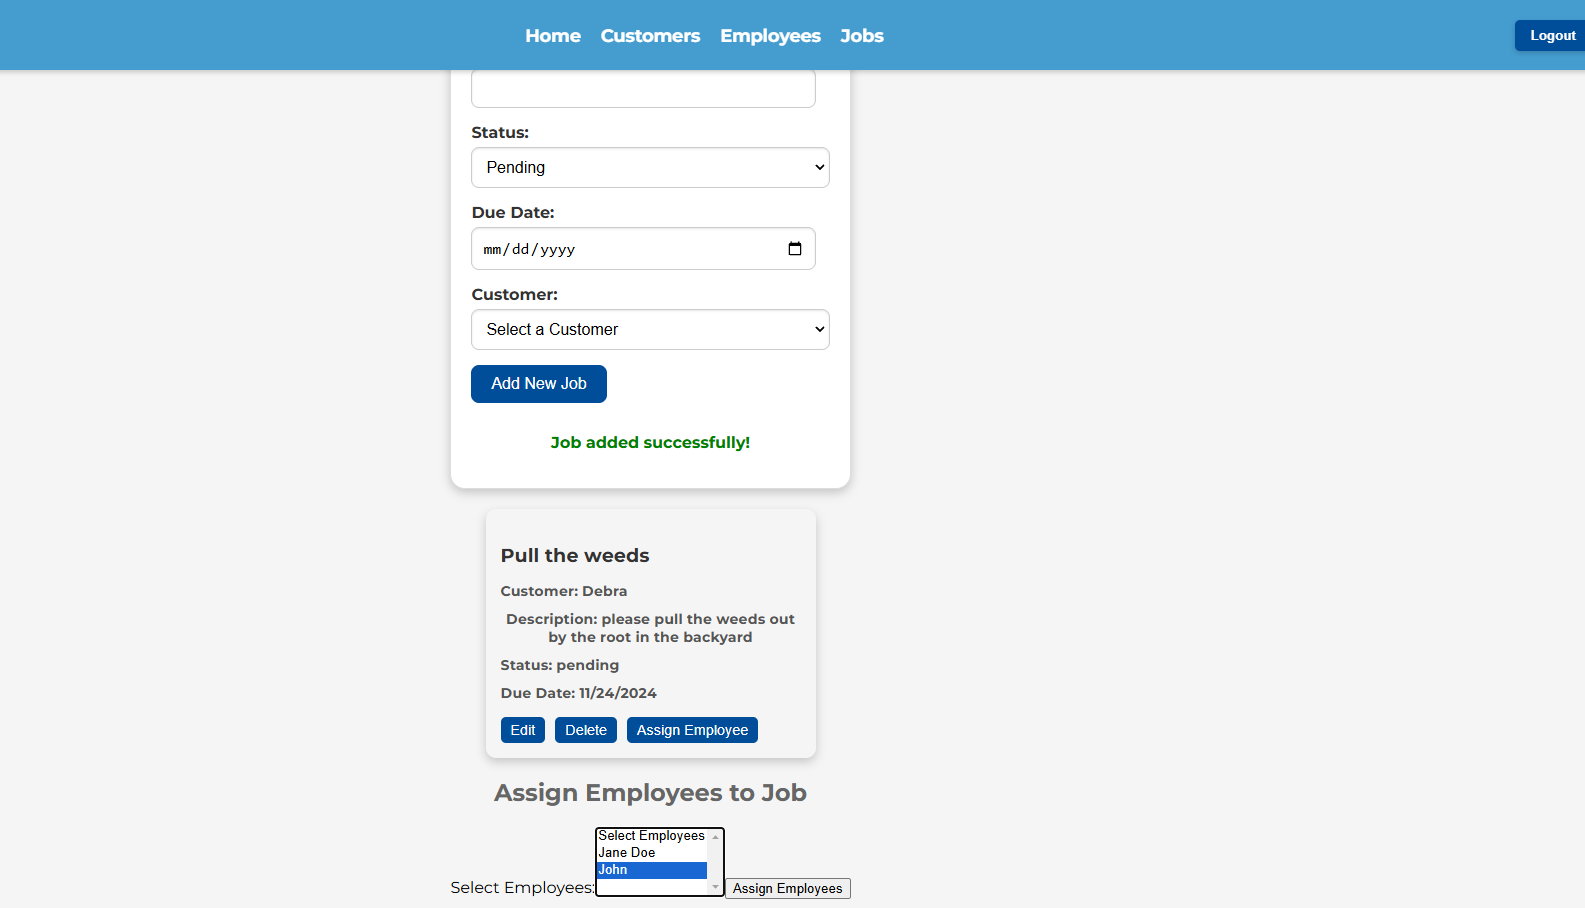 Home Customers Employees Jobs Logout
Status:
Pending
Due Date:
mm/dd/yyyy
Customer:
Select a Customer
Add New Job
Job added successfully!
Pull the weeds
Customer: Debra
Description: please pull the weeds out
by the root in the backyard
Status: pending
Due Date: 11/24/2024
Edit Delete Assign Employee
Assign Employees to Job
Select Employees
Jane Doe
John
Select Employees: Assign Employees